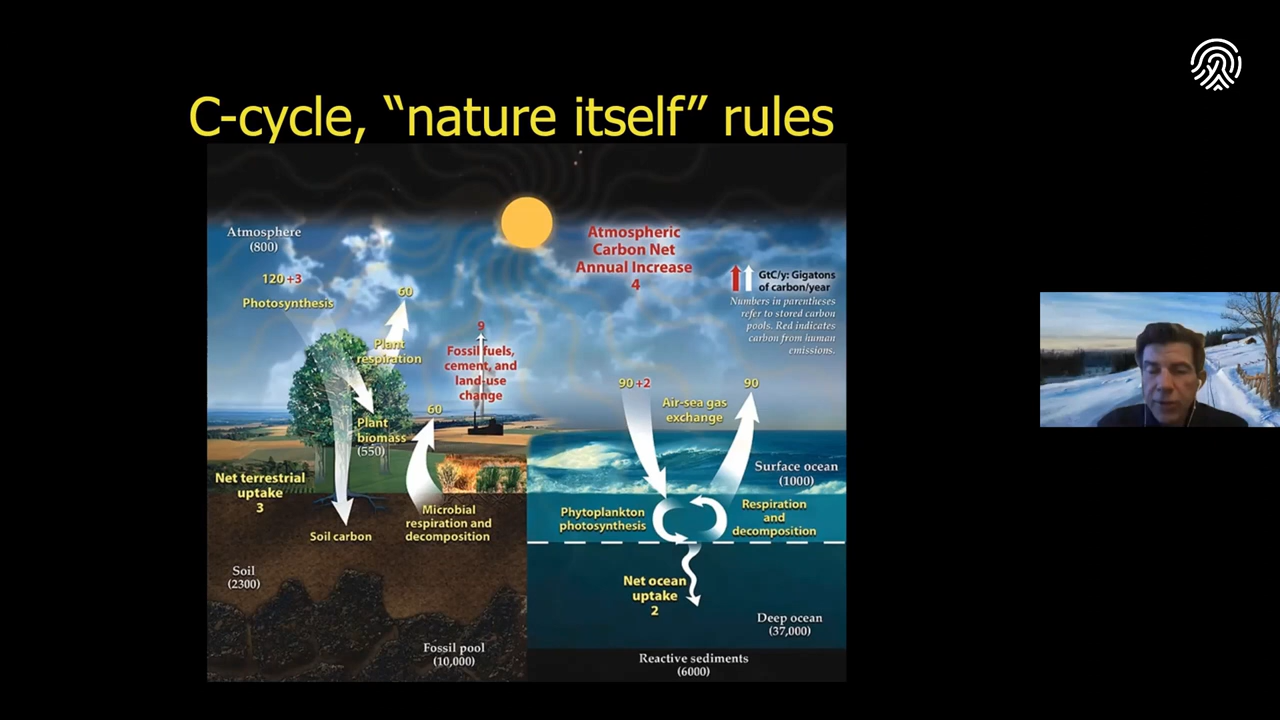 C-cycle, “nature itself” rules
Atmosphere
(800)
Atmospheric
Carbon Net
Annual Increase
4
120 +3
Photosynthesis
60
GtC/y: Gigatons
of carbon/year
Numbers in parentheses
refer to stored carbon
pools. Red indicates
carbon from human
emissions.
Plant
respiration
9
Fossil fuels,
cement, and
land-use
change
90 +2
90
Air-sea gas
exchange
60
Plant
biomass
(550)
Net terrestrial
uptake
3
Surface ocean
(1000)
Soil carbon
Microbial
respiration and
decomposition
Phytoplankton
photosynthesis
Respiration
and
decomposition
Soil
(2300)
Net ocean
uptake
2
Deep ocean
(37,000)
Fossil pool
(10,000)
Reactive sediments
(6000)